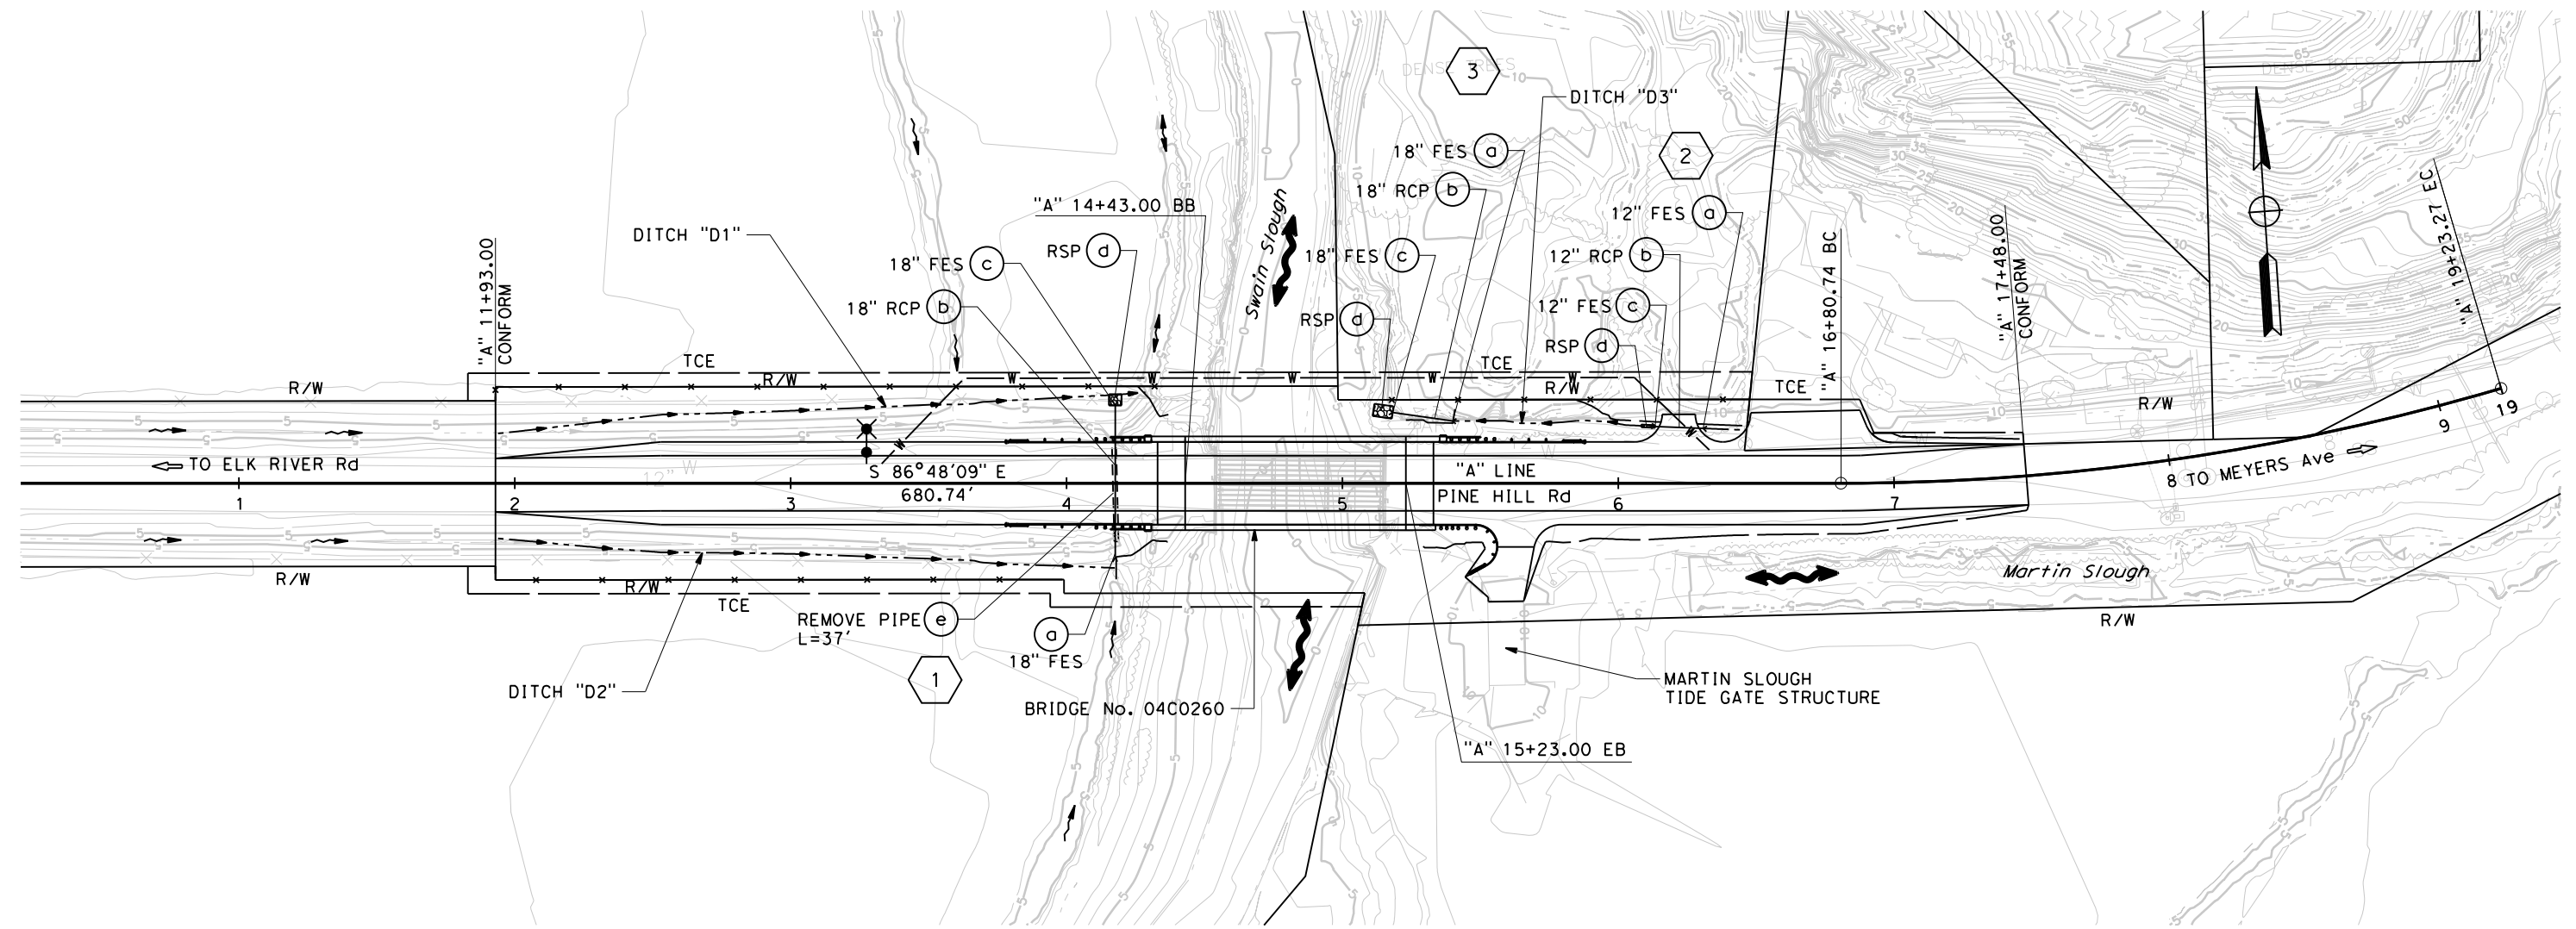 DENSE TREES
3
DITCH "D3"
18" FES a
2
18" RCP b
"A" 14+43.00 BB
12" FES a
DITCH "D1"
Swain Slough
"A" 11+93.00
CONFORM
18" FES c
RSP d
18" FES c
12" RCP b
"A" 16+80.74 BC
"A" 17+48.00
CONFORM
"A" 19+23.27 EC
18" RCP b
RSP d
12" FES c
RSP d
TCE
TCE
TCE
R/W
R/W
R/W
R/W
W W W W W
W
W
TO ELK RIVER Rd
12" W
12" W
S 86°48'09" E
680.74'
"A" LINE
PINE HILL Rd
8 TO MEYERS Ave
9
19
1 2 3 4 5 6 7
R/W
R/W
TCE
Martin Slough
R/W
REMOVE PIPE e
L=37'
a
18" FES
1
DITCH "D2"
BRIDGE No. 04C0260
MARTIN SLOUGH
TIDE GATE STRUCTURE
"A" 15+23.00 EB